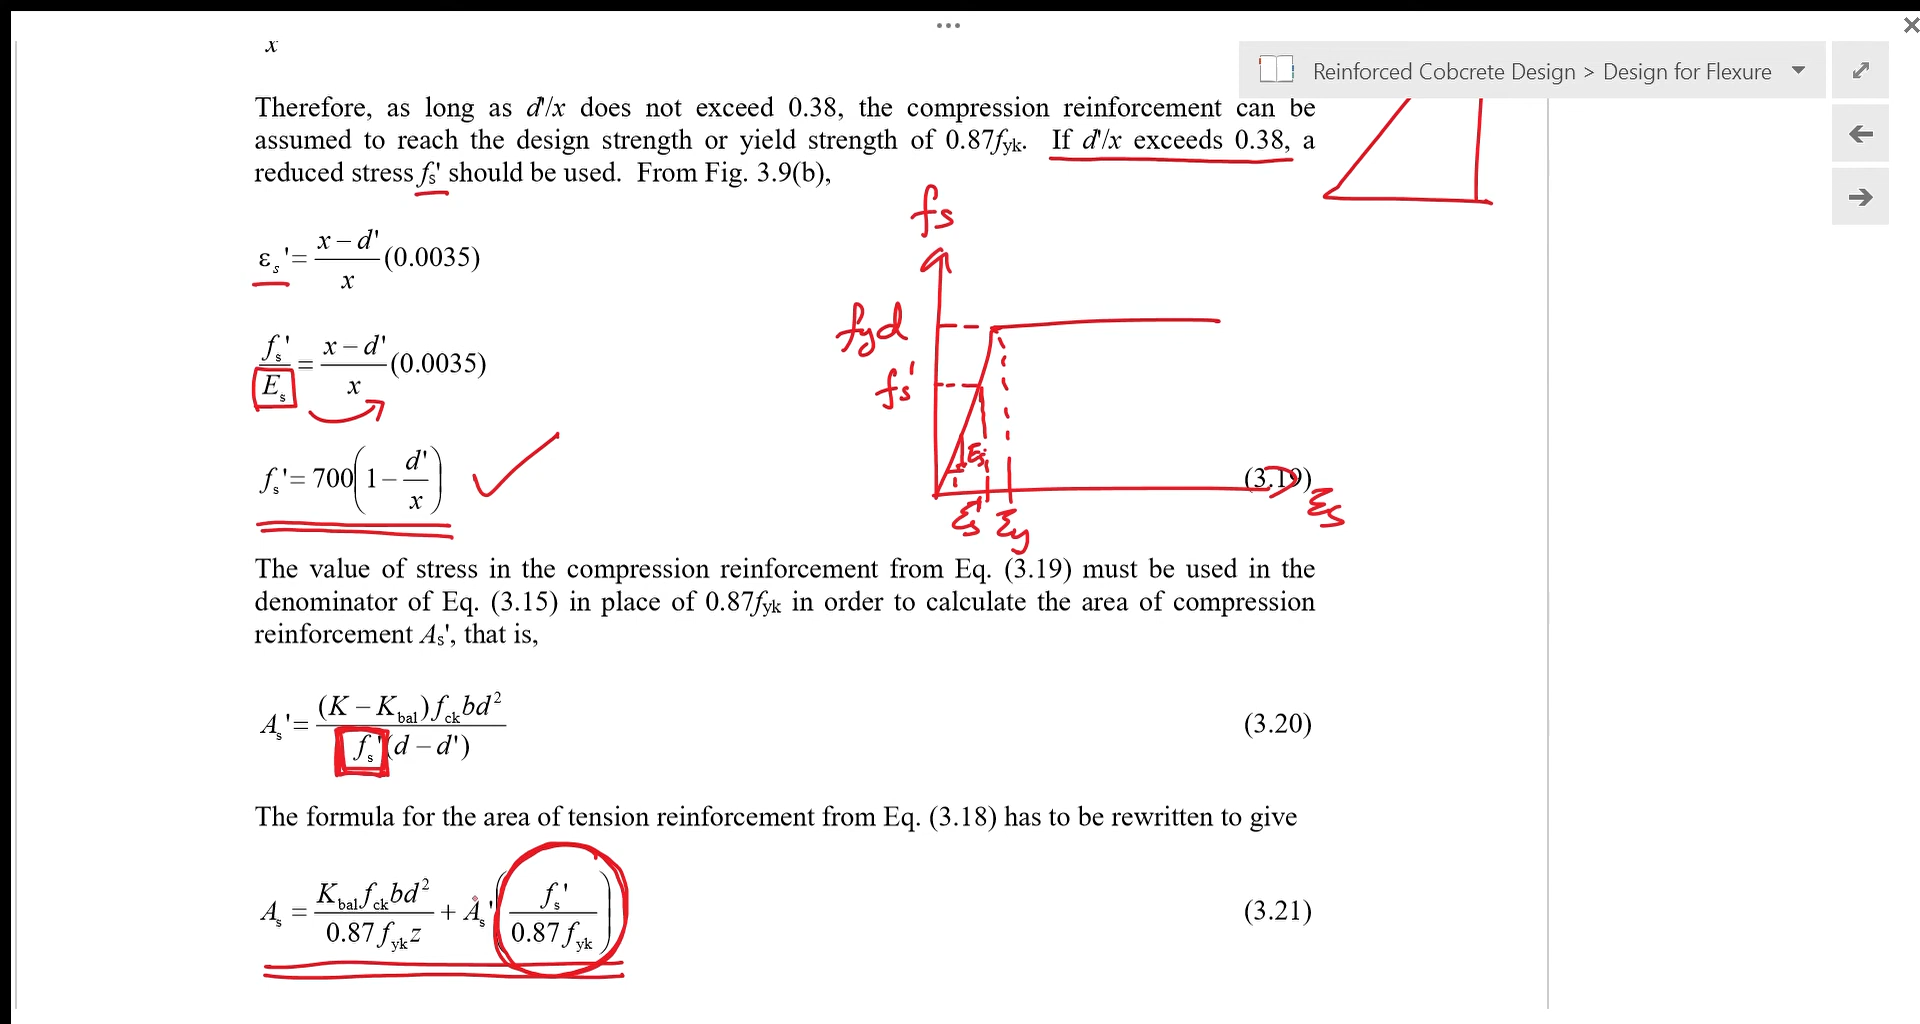 ...
x
Reinforced Cobcrete Design > Design for Flexure
Therefore, as long as d'/x does not exceed 0.38, the compression reinforcement can be
assumed to reach the design strength or yield strength of 0.87fyk. If d'/x exceeds 0.38, a
reduced stress fs' should be used. From Fig. 3.9(b),
fs
εs' = (x − d')/x (0.0035)
fyd
fs'/Es = (x − d')/x (0.0035)
fs'
Es
fs' = 700(1 − d'/x)
(3.19)
εs' εy
εs
The value of stress in the compression reinforcement from Eq. (3.19) must be used in the
denominator of Eq. (3.15) in place of 0.87fyk in order to calculate the area of compression
reinforcement As', that is,
As' = (K − Kbal)fckbd²/fs'(d − d')
(3.20)
The formula for the area of tension reinforcement from Eq. (3.18) has to be rewritten to give
As = Kbalfckbd²/0.87fykz + As'(fs'/0.87fyk)
(3.21)